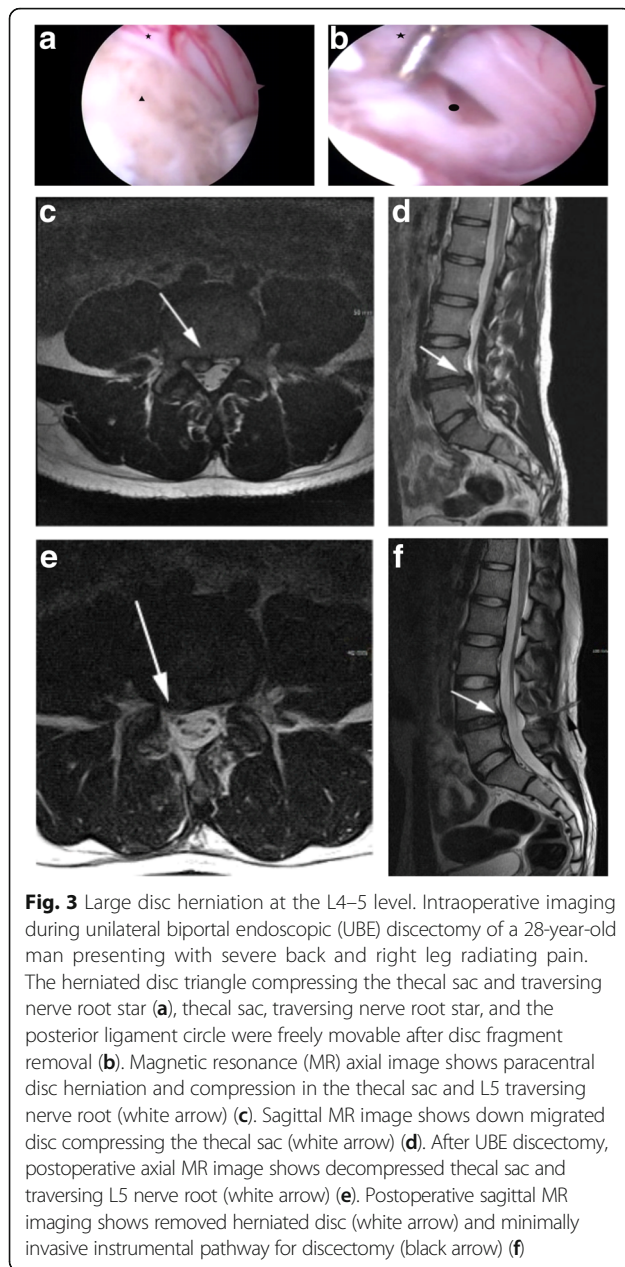 a
b
c
d
e
f
Fig. 3 Large disc herniation at the L4–5 level. Intraoperative imaging
during unilateral biportal endoscopic (UBE) discectomy of a 28-year-old
man presenting with severe back and right leg radiating pain.
The herniated disc triangle compressing the thecal sac and traversing
nerve root star (a), thecal sac, traversing nerve root star, and the
posterior ligament circle were freely movable after disc fragment
removal (b). Magnetic resonance (MR) axial image shows paracentral
disc herniation and compression in the thecal sac and L5 traversing
nerve root (white arrow) (c). Sagittal MR image shows down migrated
disc compressing the thecal sac (white arrow) (d). After UBE discectomy,
postoperative axial MR image shows decompressed thecal sac and
traversing L5 nerve root (white arrow) (e). Postoperative sagittal MR
imaging shows removed herniated disc (white arrow) and minimally
invasive instrumental pathway for discectomy (black arrow) (f)